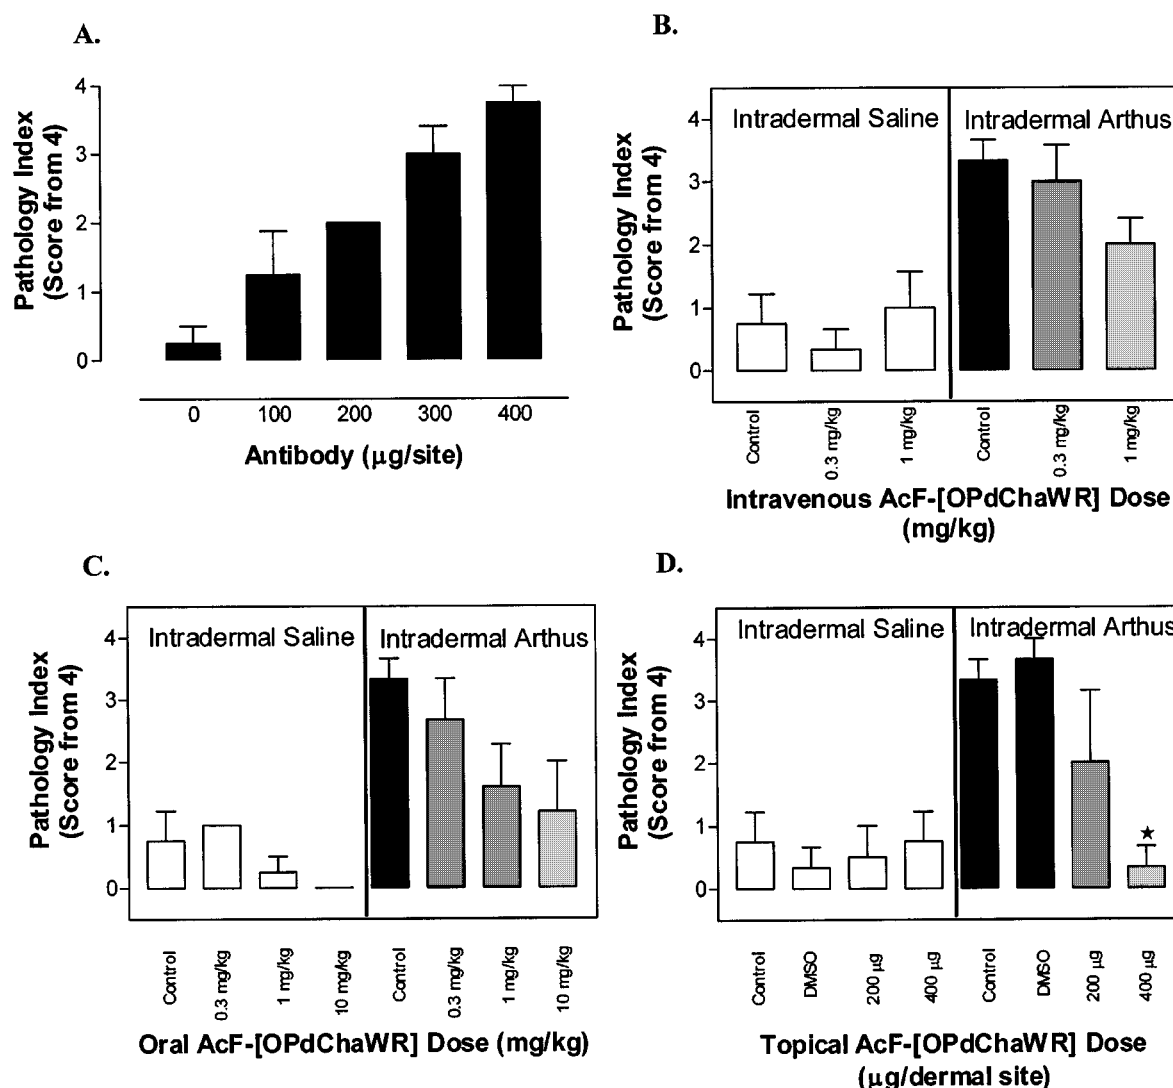 A.
Pathology Index
(Score from 4)
4
3
2
1
0
0 100 200 300 400
Antibody (μg/site)
B.
Pathology Index
(Score from 4)
4
3
2
1
0
Intradermal Saline Intradermal Arthus
Control 0.3 mg/kg 1 mg/kg Control 0.3 mg/kg 1 mg/kg
Intravenous AcF-[OPdChaWR] Dose
(mg/kg)
C.
Pathology Index
(Score from 4)
4
3
2
1
0
Intradermal Saline Intradermal Arthus
Control 0.3 mg/kg 1 mg/kg 10 mg/kg Control 0.3 mg/kg 1 mg/kg 10 mg/kg
Oral AcF-[OPdChaWR] Dose (mg/kg)
D.
Pathology Index
(Score from 4)
4
3
2
1
0
Intradermal Saline Intradermal Arthus
★
Control DMSO 200 μg 400 μg Control DMSO 200 μg 400 μg
Topical AcF-[OPdChaWR] Dose
(μg/dermal site)